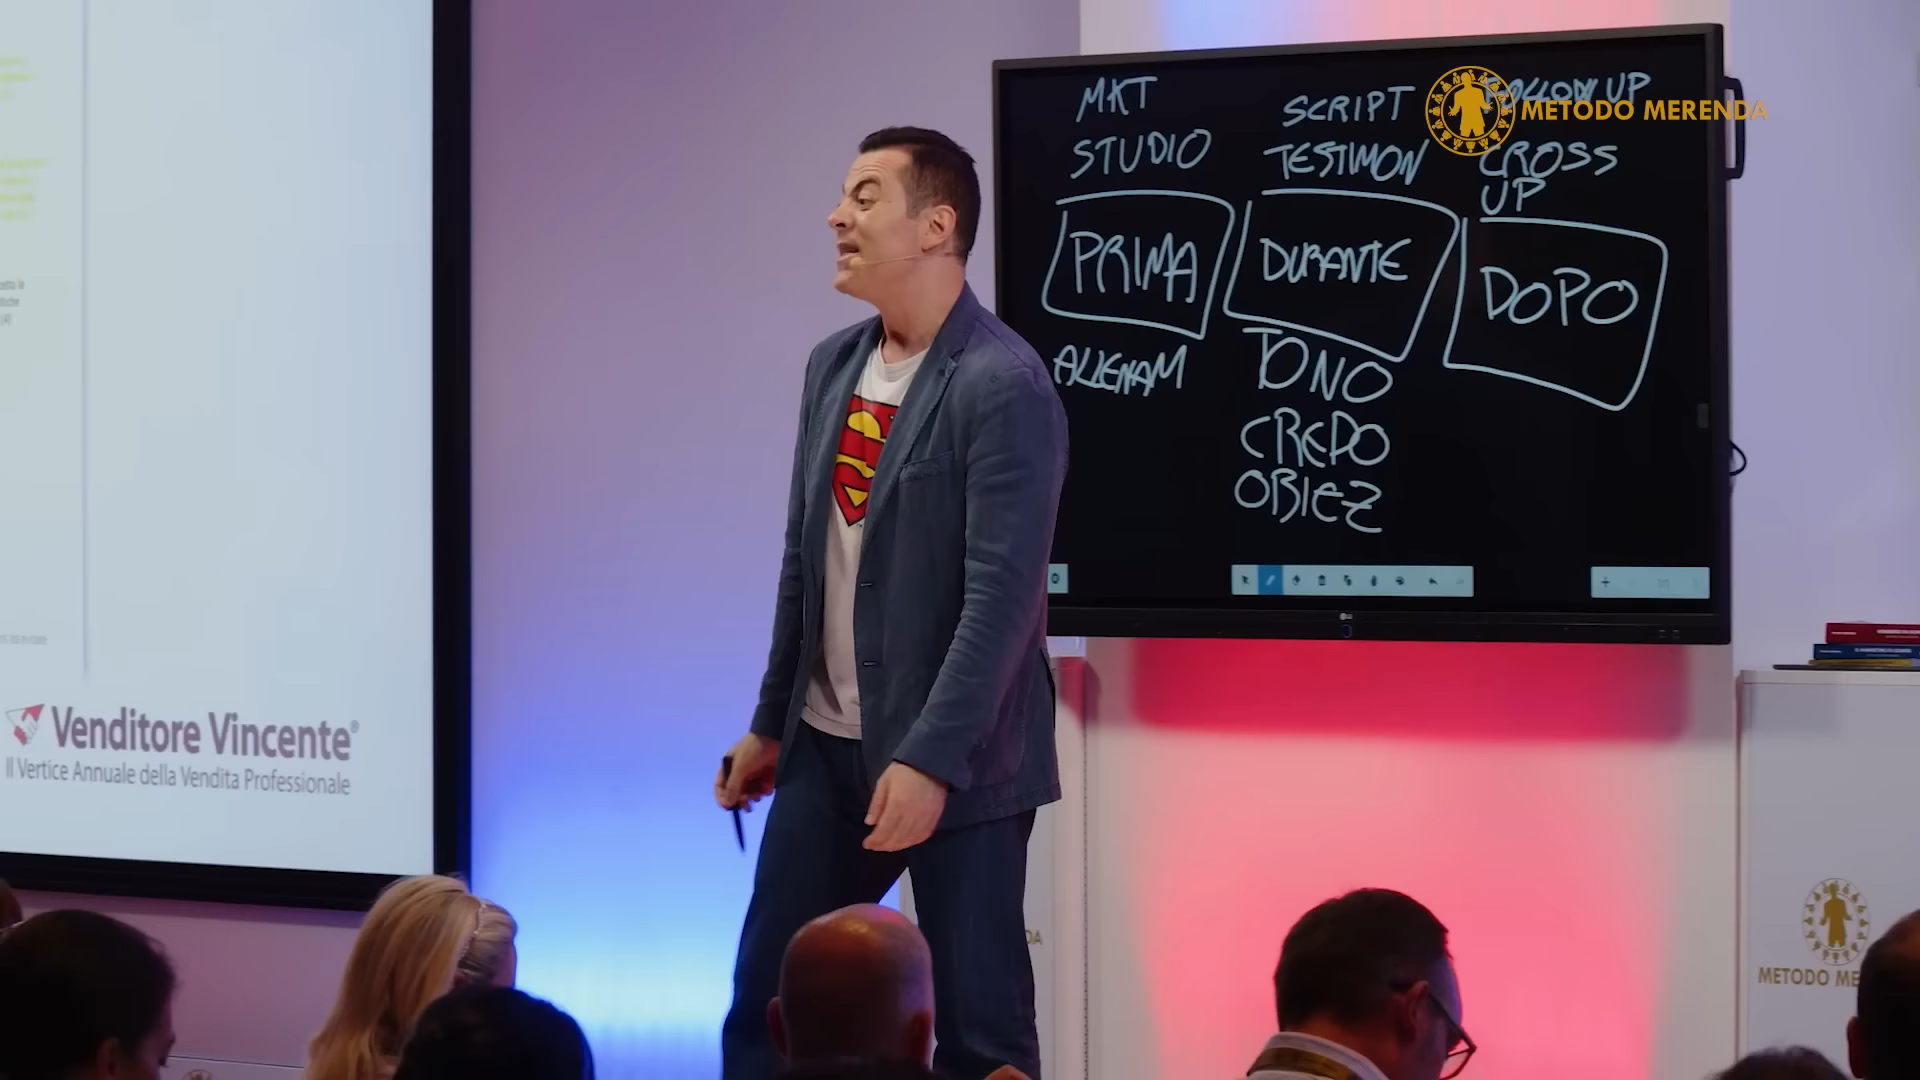 MKT
STUDIO
PRIMA
ALLENAM
SCRIPT
TESTIMON
DURANTE
TONO
CREDO
OBIEZ
FOLLOW UP
CROSS
UP
DOPO
METODO MERENDA
Venditore Vincente®
Il Vertice Annuale della Vendita Professionale
METODO ME